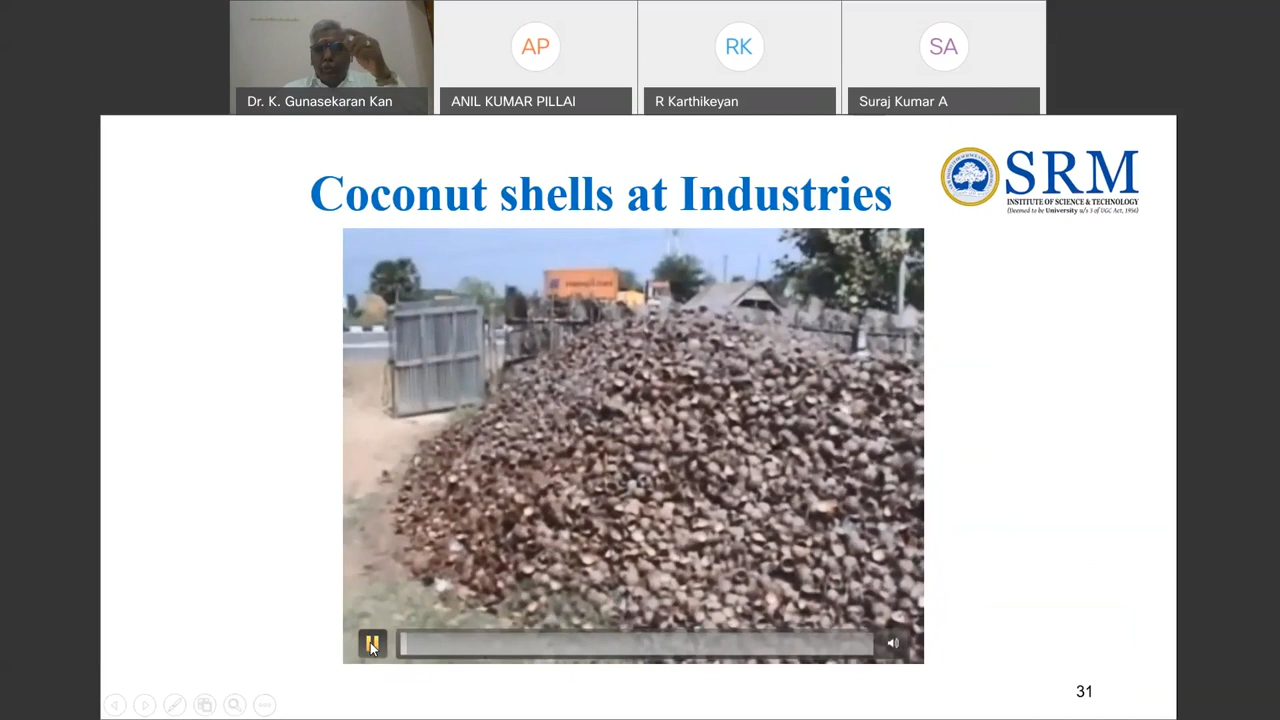 AP
RK
SA
Dr. K. Gunasekaran Kan
ANIL KUMAR PILLAI
R Karthikeyan
Suraj Kumar A
Coconut shells at Industries
SRM
INSTITUTE OF SCIENCE & TECHNOLOGY
(Deemed to be University u/s 3 of UGC Act, 1956)
31